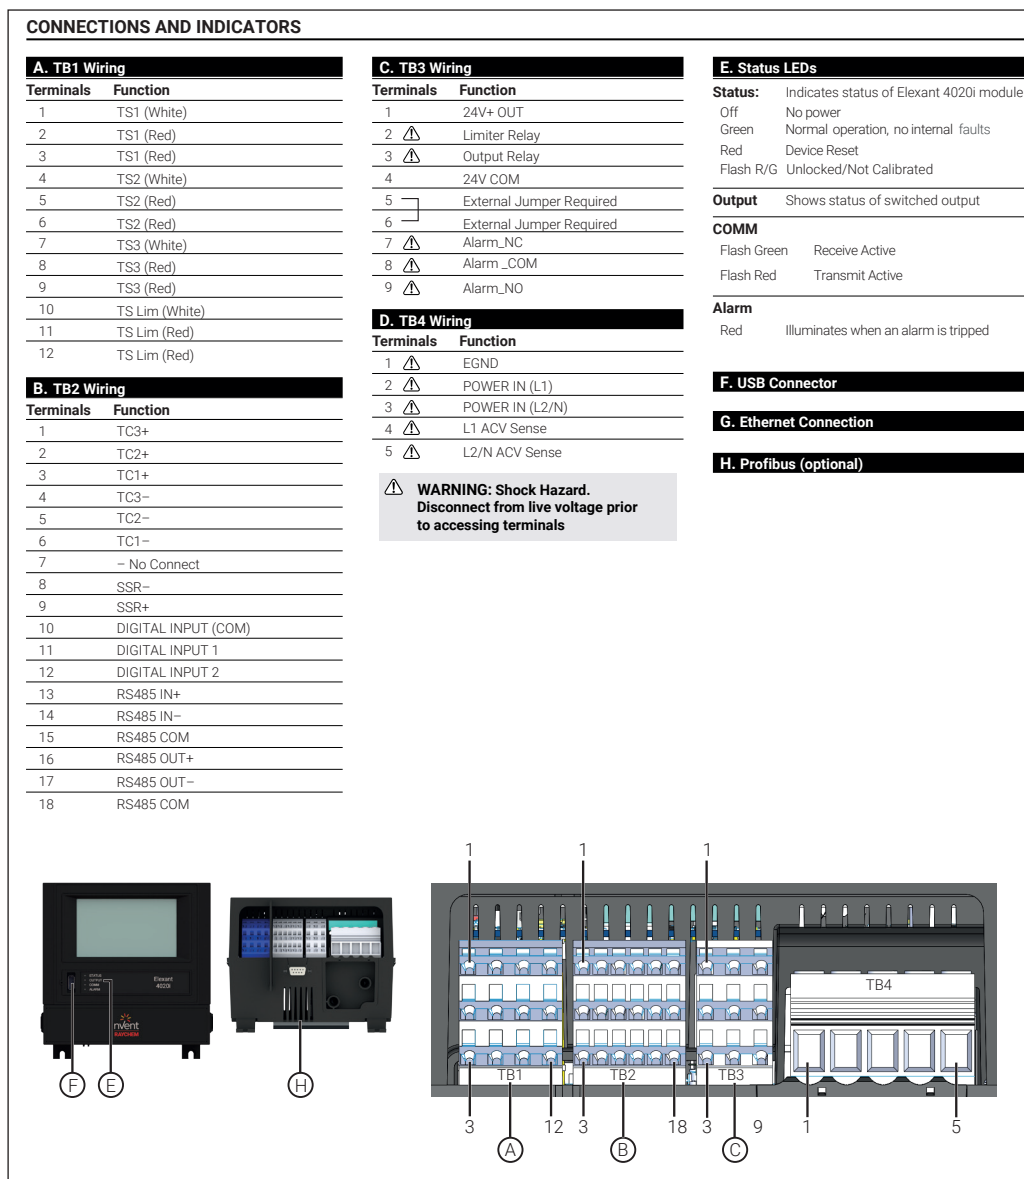 CONNECTIONS AND INDICATORS
A. TB1 Wiring
Terminals Function
1 TS1 (White)
2 TS1 (Red)
3 TS1 (Red)
4 TS2 (White)
5 TS2 (Red)
6 TS2 (Red)
7 TS3 (White)
8 TS3 (Red)
9 TS3 (Red)
10 TS Lim (White)
11 TS Lim (Red)
12 TS Lim (Red)
B. TB2 Wiring
Terminals Function
1 TC3+
2 TC2+
3 TC1+
4 TC3–
5 TC2–
6 TC1–
7 – No Connect
8 SSR–
9 SSR+
10 DIGITAL INPUT (COM)
11 DIGITAL INPUT 1
12 DIGITAL INPUT 2
13 RS485 IN+
14 RS485 IN–
15 RS485 COM
16 RS485 OUT+
17 RS485 OUT–
18 RS485 COM
C. TB3 Wiring
Terminals Function
1 24V+ OUT
2 ⚠ Limiter Relay
3 ⚠ Output Relay
4 24V COM
5 External Jumper Required
6 External Jumper Required
7 ⚠ Alarm_NC
8 ⚠ Alarm _COM
9 ⚠ Alarm_NO
D. TB4 Wiring
Terminals Function
1 ⚠ EGND
2 ⚠ POWER IN (L1)
3 ⚠ POWER IN (L2/N)
4 ⚠ L1 ACV Sense
5 ⚠ L2/N ACV Sense
⚠ WARNING: Shock Hazard.
Disconnect from live voltage prior
to accessing terminals
E. Status LEDs
Status: Indicates status of Elexant 4020i module
Off No power
Green Normal operation, no internal faults
Red Device Reset
Flash R/G Unlocked/Not Calibrated
Output Shows status of switched output
COMM
Flash Green Receive Active
Flash Red Transmit Active
Alarm
Red Illuminates when an alarm is tripped
F. USB Connector
G. Ethernet Connection
H. Profibus (optional)
STATUS
OUTPUT
COMM
ALARM
Elexant
4020i
nvent
RAYCHEM
F E H
1 1 1
TB4
TB1 TB2 TB3
3 12 3 18 3 9 1 5
A B C